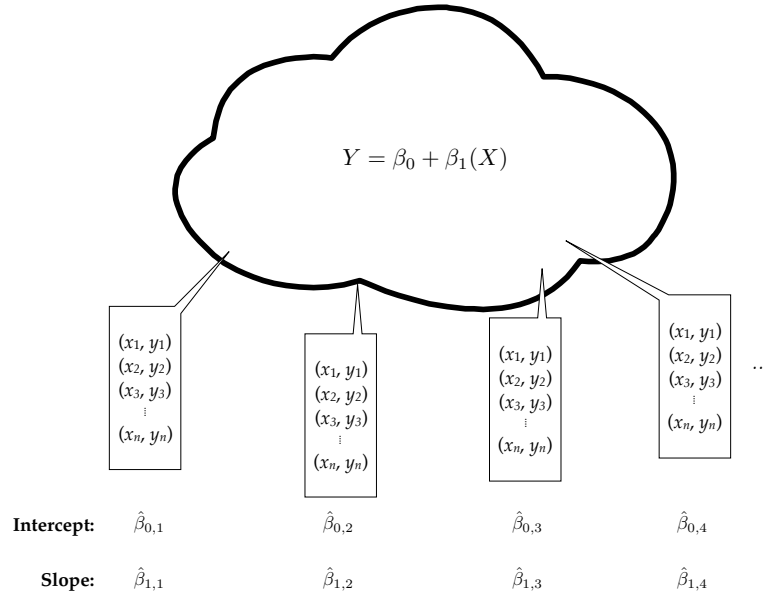 Y = β₀ + β₁(X)
(x₁, y₁)
(x₂, y₂)
(x₃, y₃)
⋮
(xₙ, yₙ)
(x₁, y₁)
(x₂, y₂)
(x₃, y₃)
⋮
(xₙ, yₙ)
(x₁, y₁)
(x₂, y₂)
(x₃, y₃)
⋮
(xₙ, yₙ)
(x₁, y₁)
(x₂, y₂)
(x₃, y₃)
⋮
(xₙ, yₙ)
..
Intercept: β̂₀,₁ β̂₀,₂ β̂₀,₃ β̂₀,₄
Slope: β̂₁,₁ β̂₁,₂ β̂₁,₃ β̂₁,₄